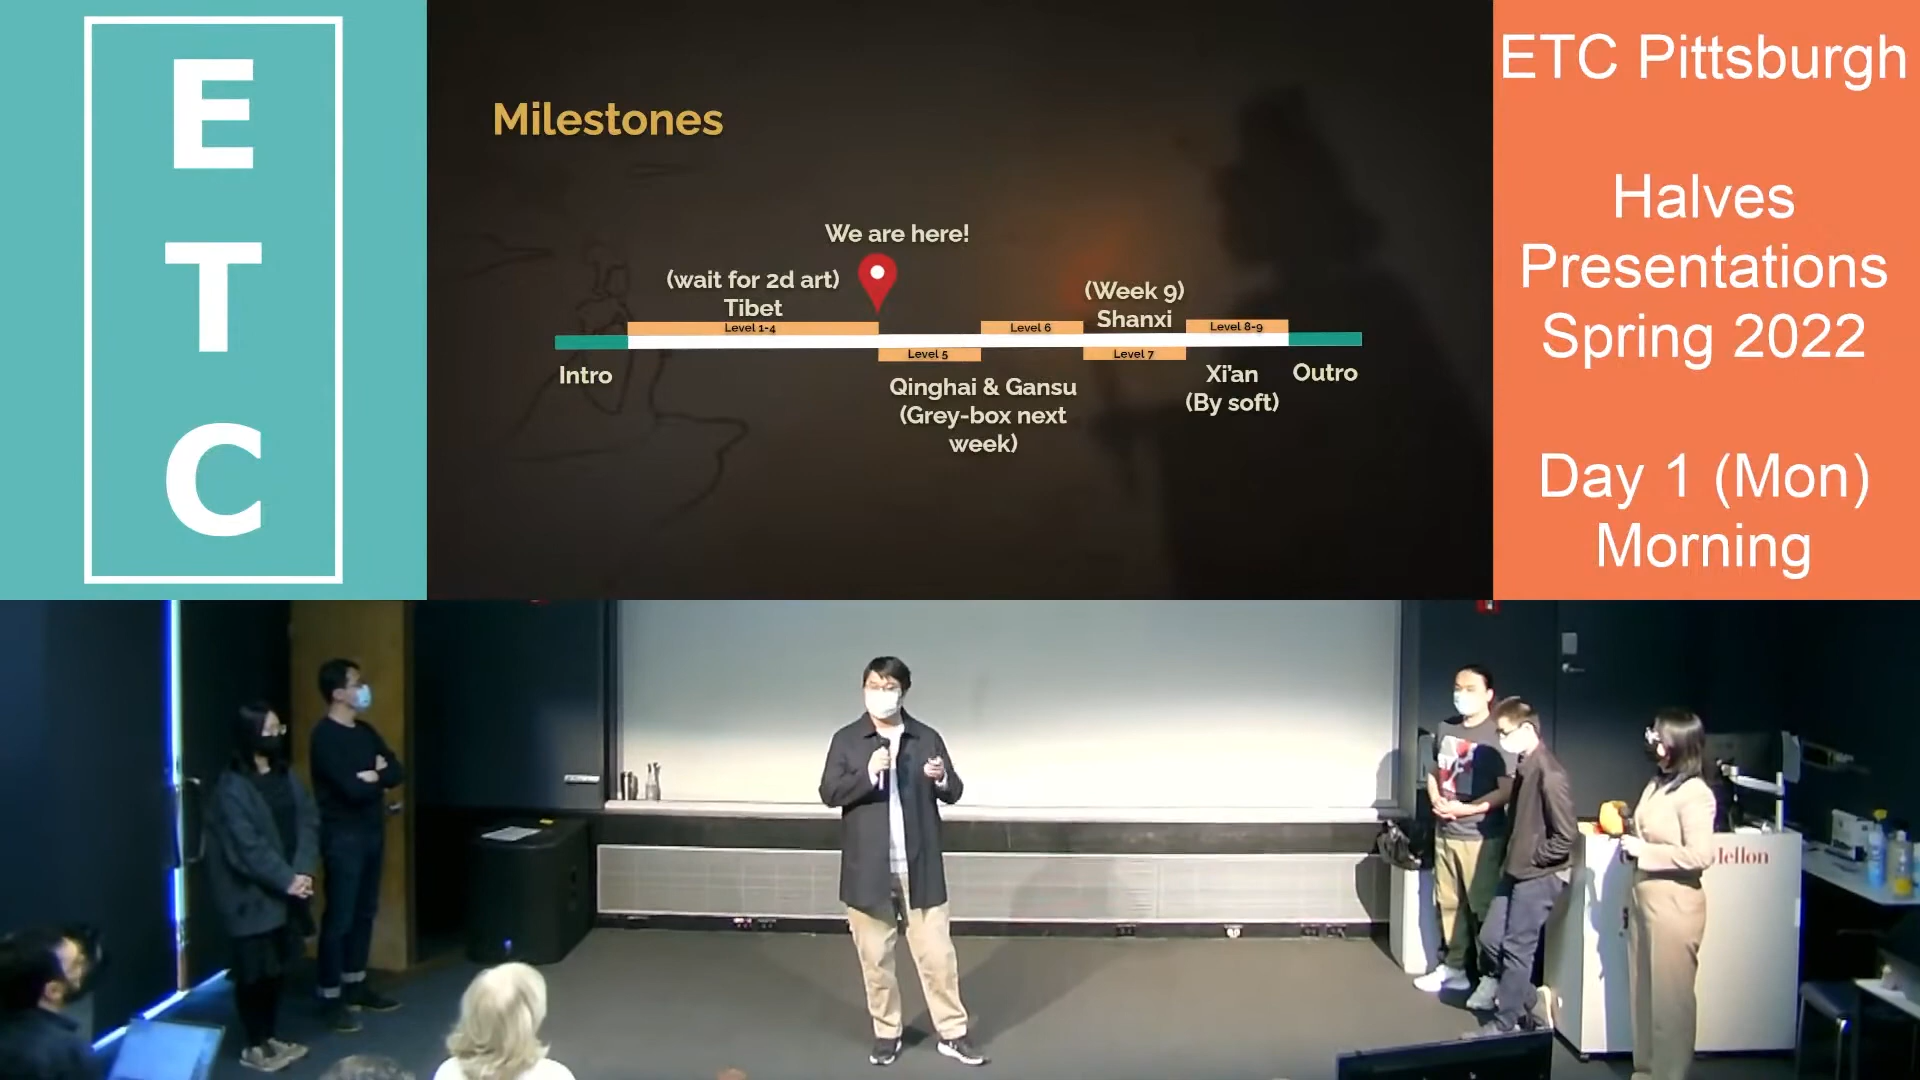 E
T
C
Milestones
We are here!
(wait for 2d art)
Tibet
Level 1-4
Level 5
Level 6
(Week 9)
Shanxi
Level 7
Level 8-9
Intro
Qinghai & Gansu
(Grey-box next
week)
Xi'an
(By soft)
Outro
ETC Pittsburgh
Halves
Presentations
Spring 2022
Day 1 (Mon)
Morning